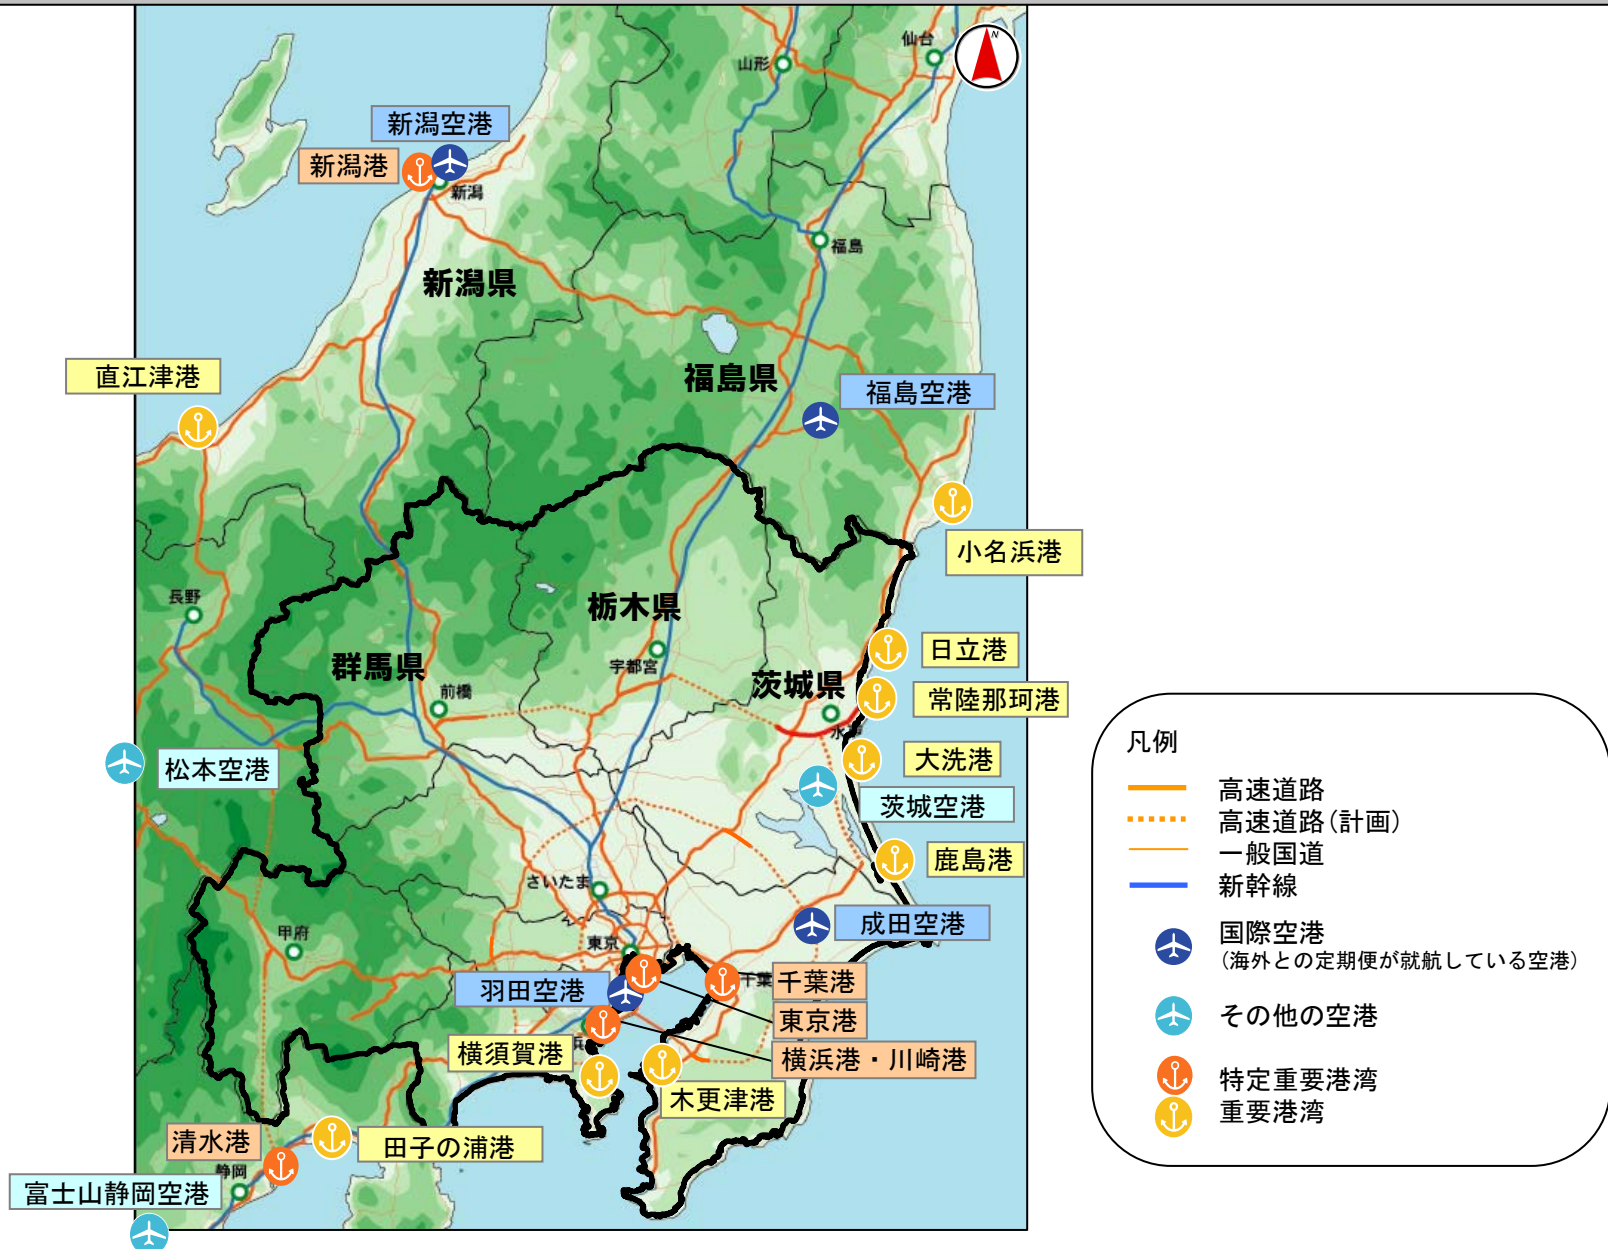 仙台
N
山形
新潟空港
新潟港
新潟
福島
新潟県
直江津港
福島県
福島空港
小名浜港
長野
栃木県
日立港
宇都宮
群馬県
茨城県
前橋
常陸那珂港
水戸
大洗港
松本空港
茨城空港
鹿島港
さいたま
成田空港
甲府
東京
千葉
千葉港
羽田空港
東京港
浜
横須賀港
横浜港・川崎港
木更津港
清水港
田子の浦港
静岡
富士山静岡空港
凡例
高速道路
高速道路(計画)
一般国道
新幹線
国際空港
(海外との定期便が就航している空港)
その他の空港
特定重要港湾
重要港湾